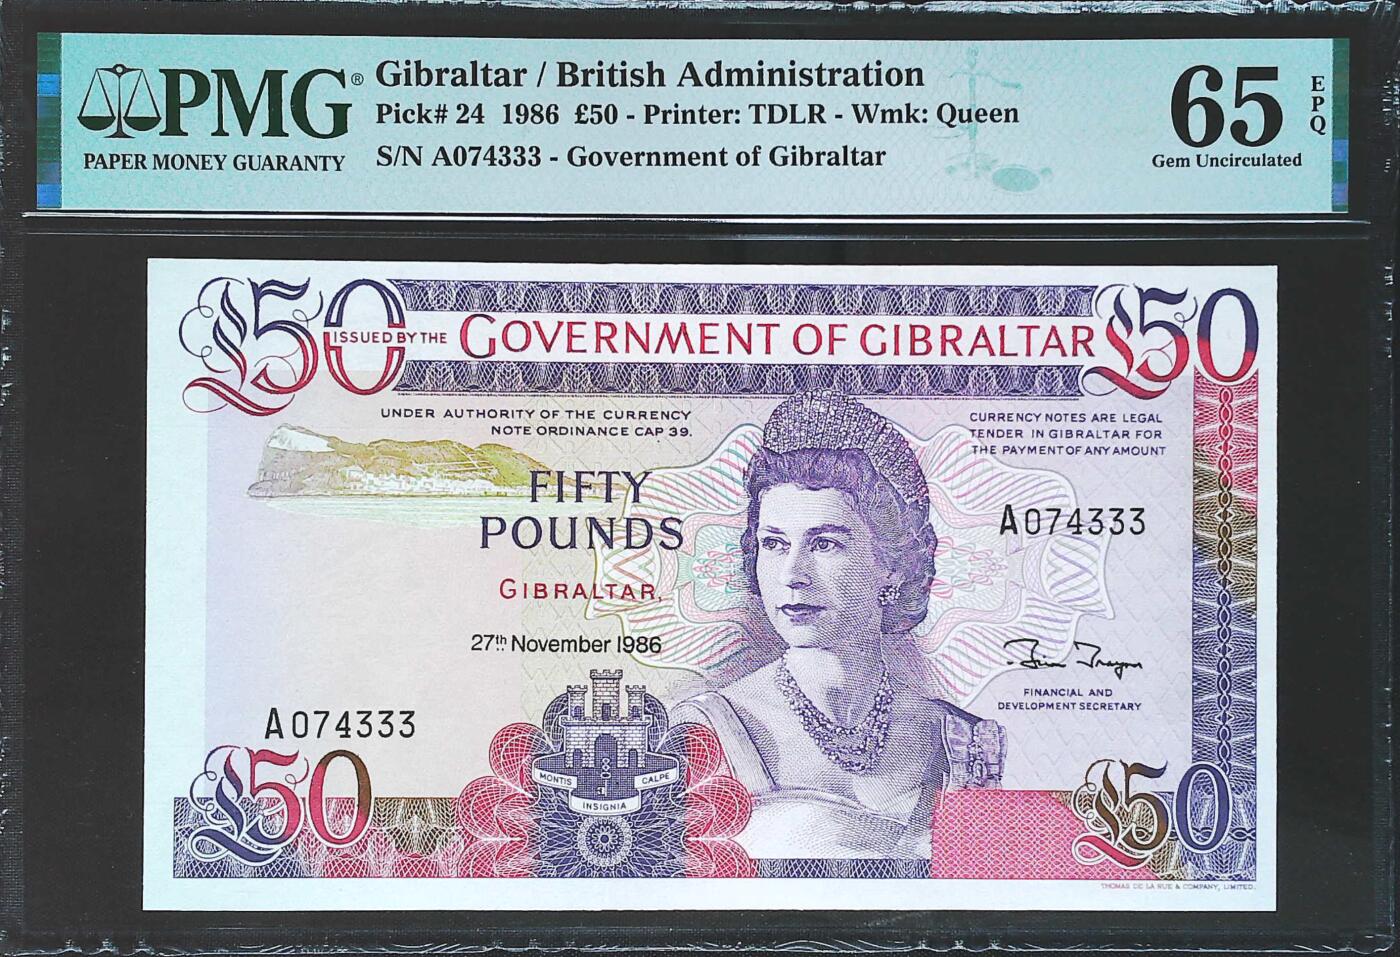 PMG®
PAPER MONEY GUARANTY
Gibraltar / British Administration
Pick# 24 1986 £50 - Printer: TDLR - Wmk: Queen
S/N A074333 - Government of Gibraltar
65
EPQ
Gem Uncirculated
£50
ISSUED BY THE GOVERNMENT OF GIBRALTAR
£50
UNDER AUTHORITY OF THE CURRENCY
NOTE ORDINANCE CAP 39.
CURRENCY NOTES ARE LEGAL
TENDER IN GIBRALTAR FOR
THE PAYMENT OF ANY AMOUNT
FIFTY
POUNDS
A074333
GIBRALTAR,
27th November 1986
Brian Traynor
FINANCIAL AND
DEVELOPMENT SECRETARY
A074333
MONTIS
CALPE
INSIGNIA
£50
£50
THOMAS DE LA RUE & COMPANY, LIMITED.